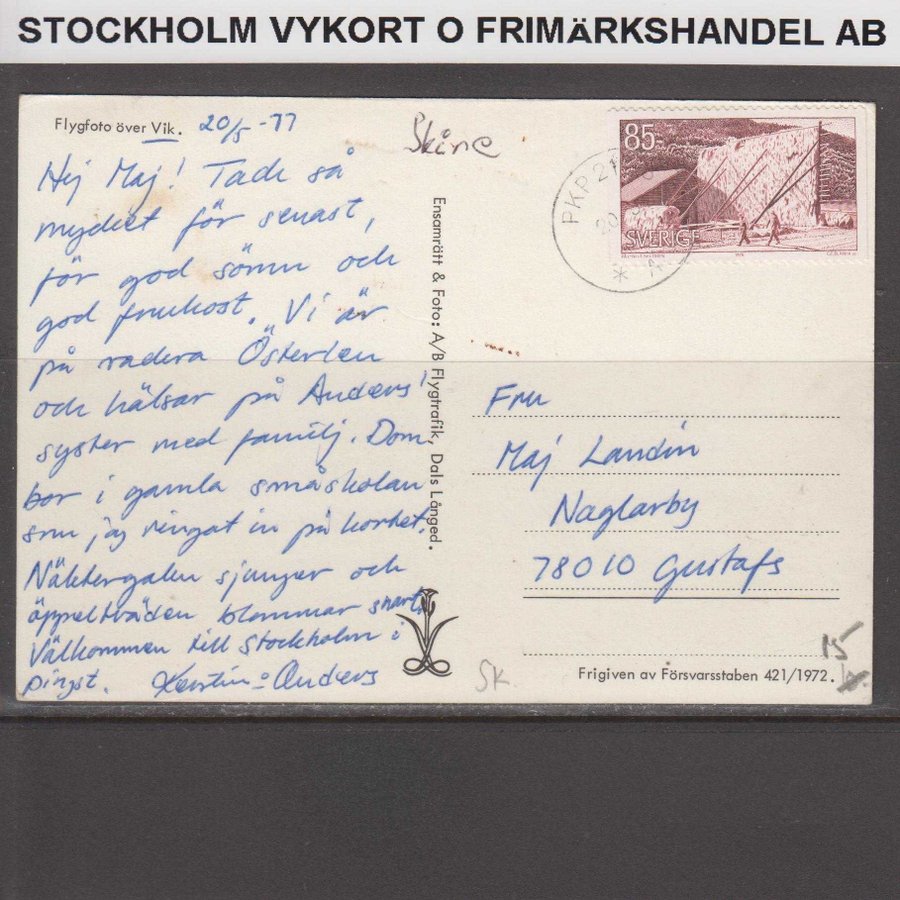 STOCKHOLM VYKORT O FRIMÄRKSHANDEL AB
Flygfoto över Vik. 20/5 -77
Skåne
Hej Maj! Tack så
mycket för senast,
för god sömn och
god frukost. Vi är
på vackra Österlen
och hälsar på Anders'
syster med familj. Dom
bor i gamla småskolan
som jag ringat in på kortet.
Näktergalen sjunger och
äppelträden blommar snart.
Välkommen till Stockholm i
pingst. Kerstin o Anders
Ensamrätt & Foto: A/B Flygtrafik, Dals Långed.
85
SVERIGE
PKP 21
20
* A
Fru
Maj Landin
Naglarby
78010 Gustafs
SK
15
Frigiven av Försvarsstaben 421/1972.